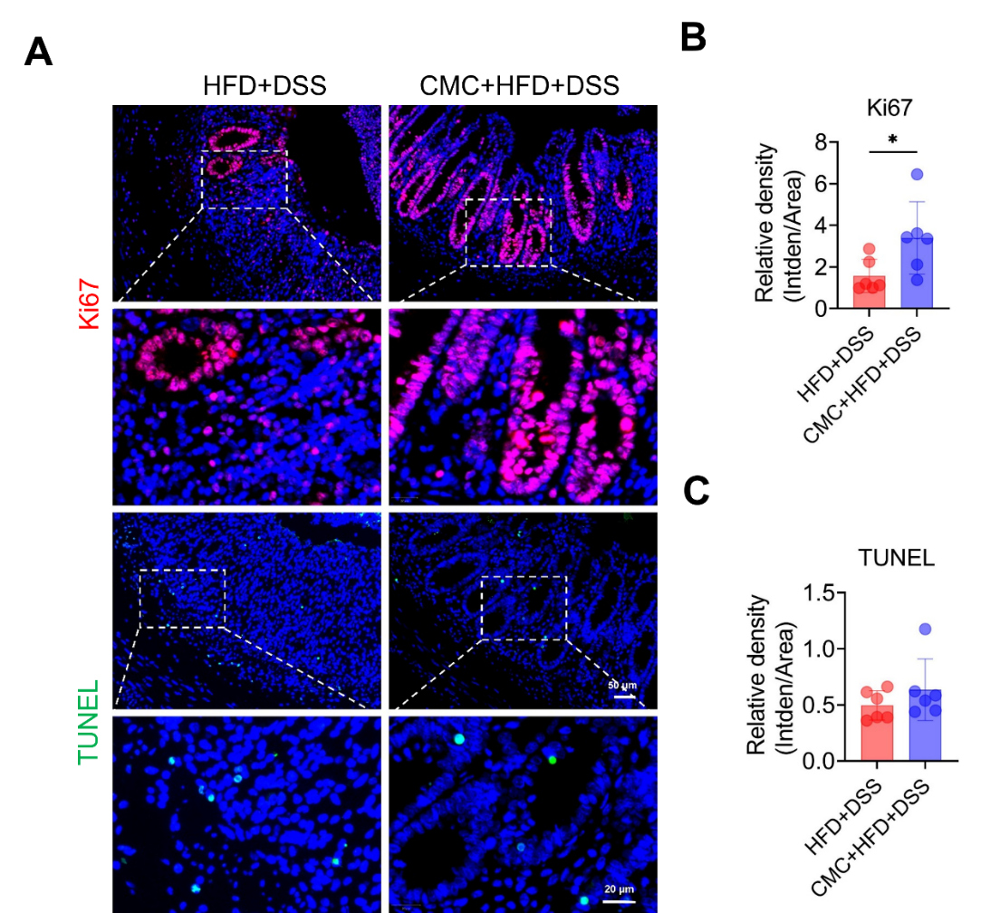 A
HFD+DSS
CMC+HFD+DSS
Ki67
TUNEL
50 μm
20 μm
B
Ki67
*
Relative density
(Intden/Area)
8
6
4
2
0
HFD+DSS
CMC+HFD+DSS
C
TUNEL
Relative density
(Intden/Area)
1.5
1.0
0.5
0.0
HFD+DSS
CMC+HFD+DSS